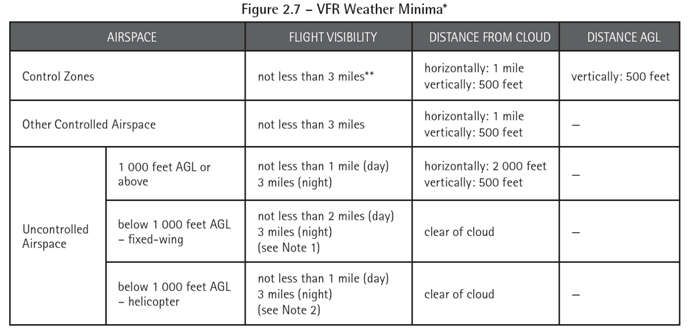 Figure 2.7 – VFR Weather Minima*
AIRSPACE FLIGHT VISIBILITY DISTANCE FROM CLOUD DISTANCE AGL
Control Zones
not less than 3 miles**
horizontally: 1 mile
vertically: 500 feet
vertically: 500 feet
Other Controlled Airspace
not less than 3 miles
horizontally: 1 mile
vertically: 500 feet
–
Uncontrolled
Airspace
1 000 feet AGL or
above
not less than 1 mile (day)
3 miles (night)
horizontally: 2 000 feet
vertically: 500 feet
–
below 1 000 feet AGL
– fixed-wing
not less than 2 miles (day)
3 miles (night)
(see Note 1)
clear of cloud
–
below 1 000 feet AGL
– helicopter
not less than 1 mile (day)
3 miles (night)
(see Note 2)
clear of cloud
–